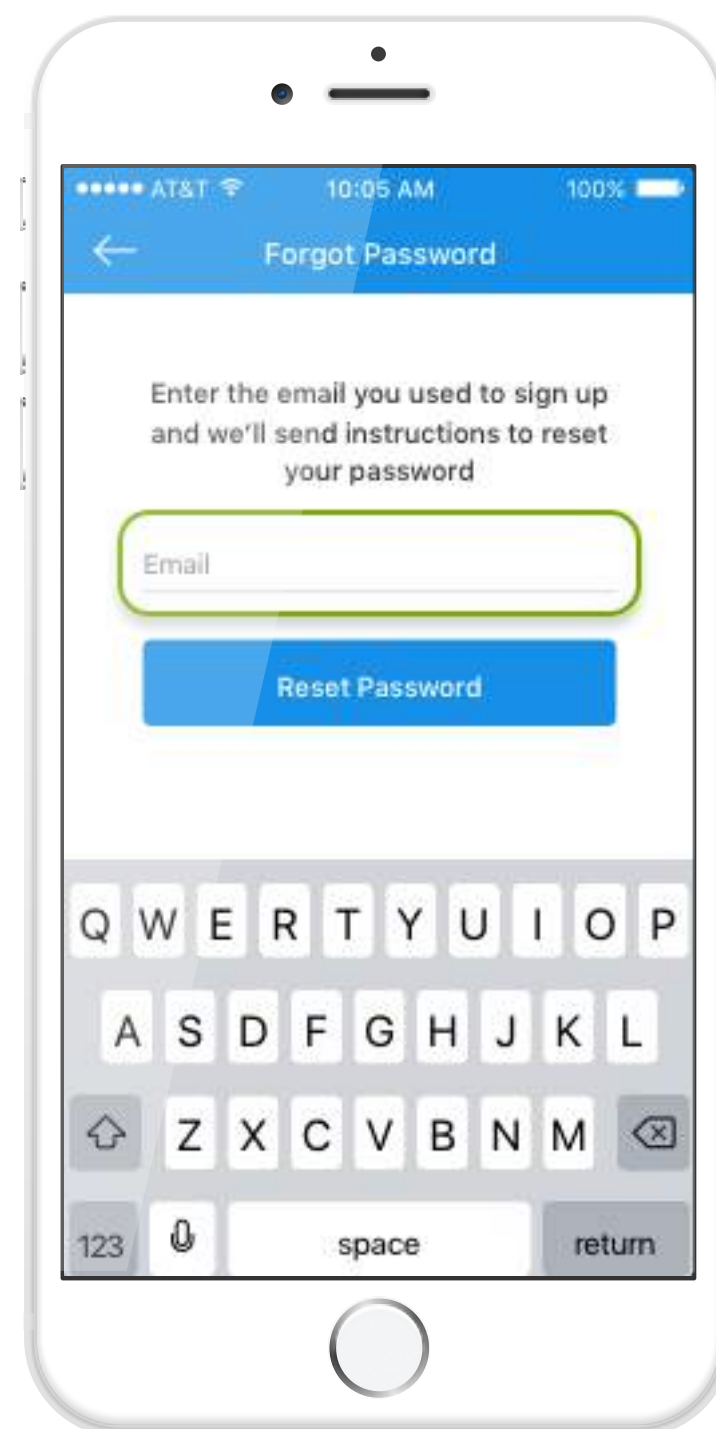 AT&T 10:05 AM 100%
Forgot Password
Enter the email you used to sign up
and we'll send instructions to reset
your password
Email
Reset Password
Q W E R T Y U I O P
A S D F G H J K L
Z X C V B N M
123 space return